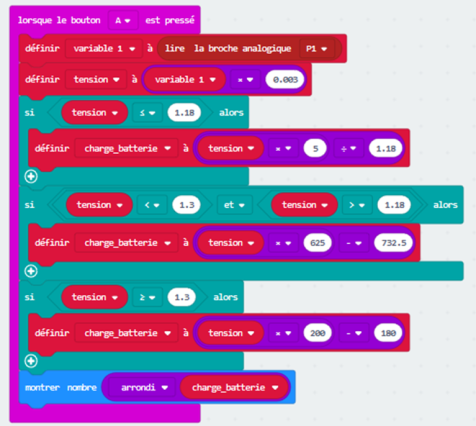 lorsque le bouton A est pressé
définir variable 1 à lire la broche analogique P1
définir tension à variable 1 × 0.003
si tension ≤ 1.18 alors
définir charge_batterie à tension × 5 ÷ 1.18
si tension < 1.3 et tension > 1.18 alors
définir charge_batterie à tension × 625 - 732.5
si tension ≥ 1.3 alors
définir charge_batterie à tension × 200 - 180
montrer nombre arrondi charge_batterie